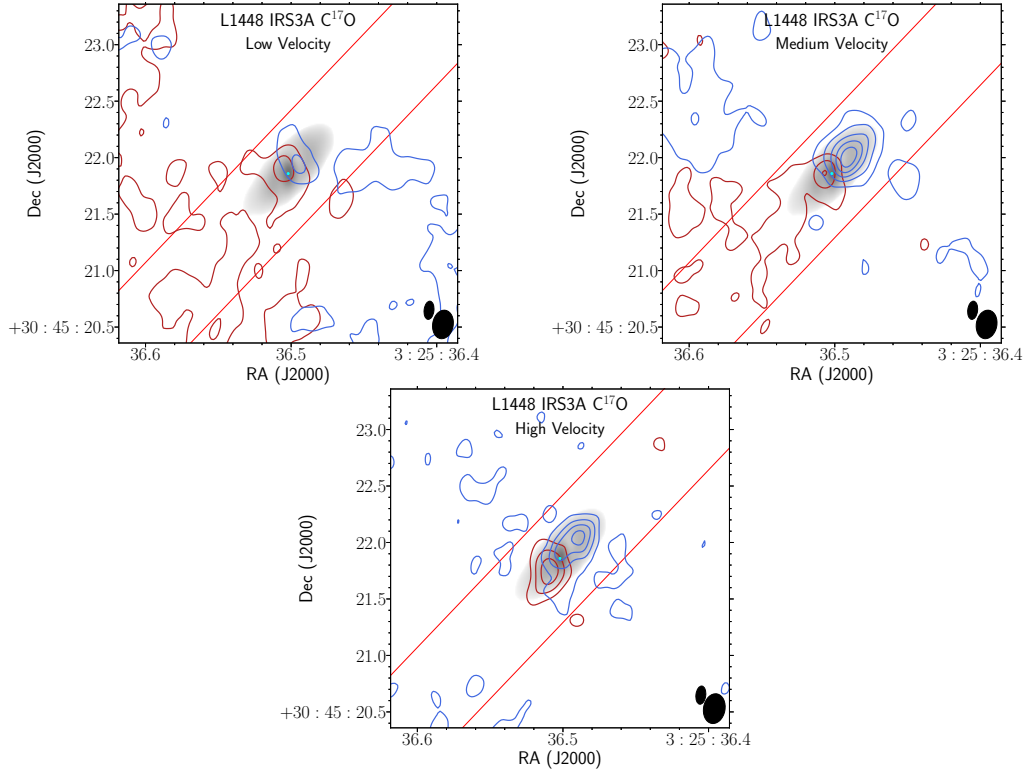 L1448 IRS3A C¹⁷O
Low Velocity
Dec (J2000)
23.0
22.5
22.0
21.5
21.0
+30 : 45 : 20.5
36.6
36.5
3 : 25 : 36.4
RA (J2000)
L1448 IRS3A C¹⁷O
Medium Velocity
Dec (J2000)
23.0
22.5
22.0
21.5
21.0
+30 : 45 : 20.5
36.6
36.5
3 : 25 : 36.4
RA (J2000)
L1448 IRS3A C¹⁷O
High Velocity
Dec (J2000)
23.0
22.5
22.0
21.5
21.0
+30 : 45 : 20.5
36.6
36.5
3 : 25 : 36.4
RA (J2000)